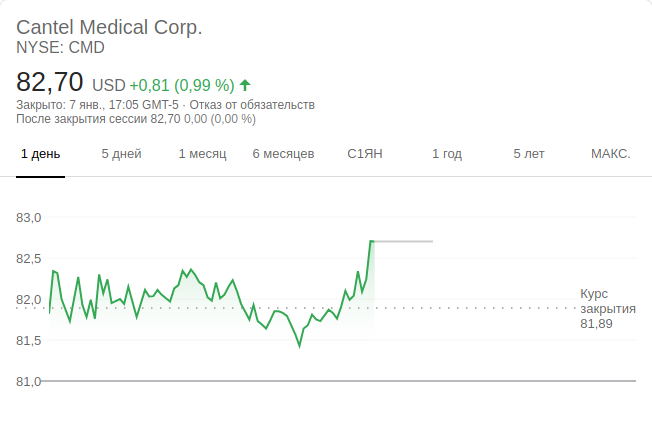 Cantel Medical Corp.
NYSE: CMD
82,70 USD +0,81 (0,99 %) ↑
Закрыто: 7 янв., 17:05 GMT-5 · Отказ от обязательств
После закрытия сессии 82,70 0,00 (0,00 %)
1 день 5 дней 1 месяц 6 месяцев С1ЯН 1 год 5 лет МАКС.
83,0
82,5
82,0
81,5
81,0
Курс
закрытия
81,89